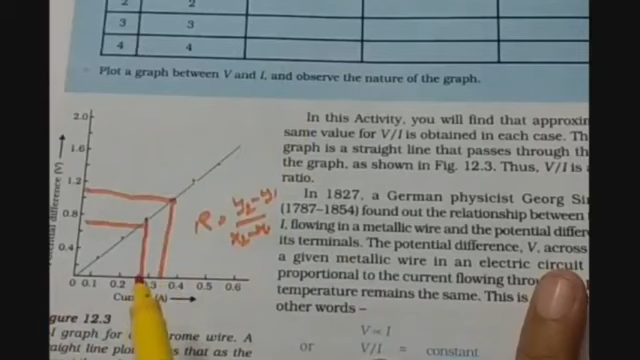 2 2
3 3
4 4
Plot a graph between V and I, and observe the nature of the graph.
2.0
1.6
1.2
0.8
0.4
0 0.1 0.2 0.3 0.4 0.5 0.6
(V)
R = y₂-y₁
x₂-x₁
In this Activity, you will find that approxin
same value for V/I is obtained in each case. Th
graph is a straight line that passes through th
the graph, as shown in Fig. 12.3. Thus, V/I is a
ratio.
In 1827, a German physicist Georg Si
(1787–1854) found out the relationship between
I, flowing in a metallic wire and the potential differe
its terminals. The potential difference, V, across
a given metallic wire in an electric circuit
proportional to the current flowing
temperature remains the same. This is
other words –
V ∝ I
or V/I = constant
gure 12.3
I graph for a rome wire. A
aight line plo s that as the